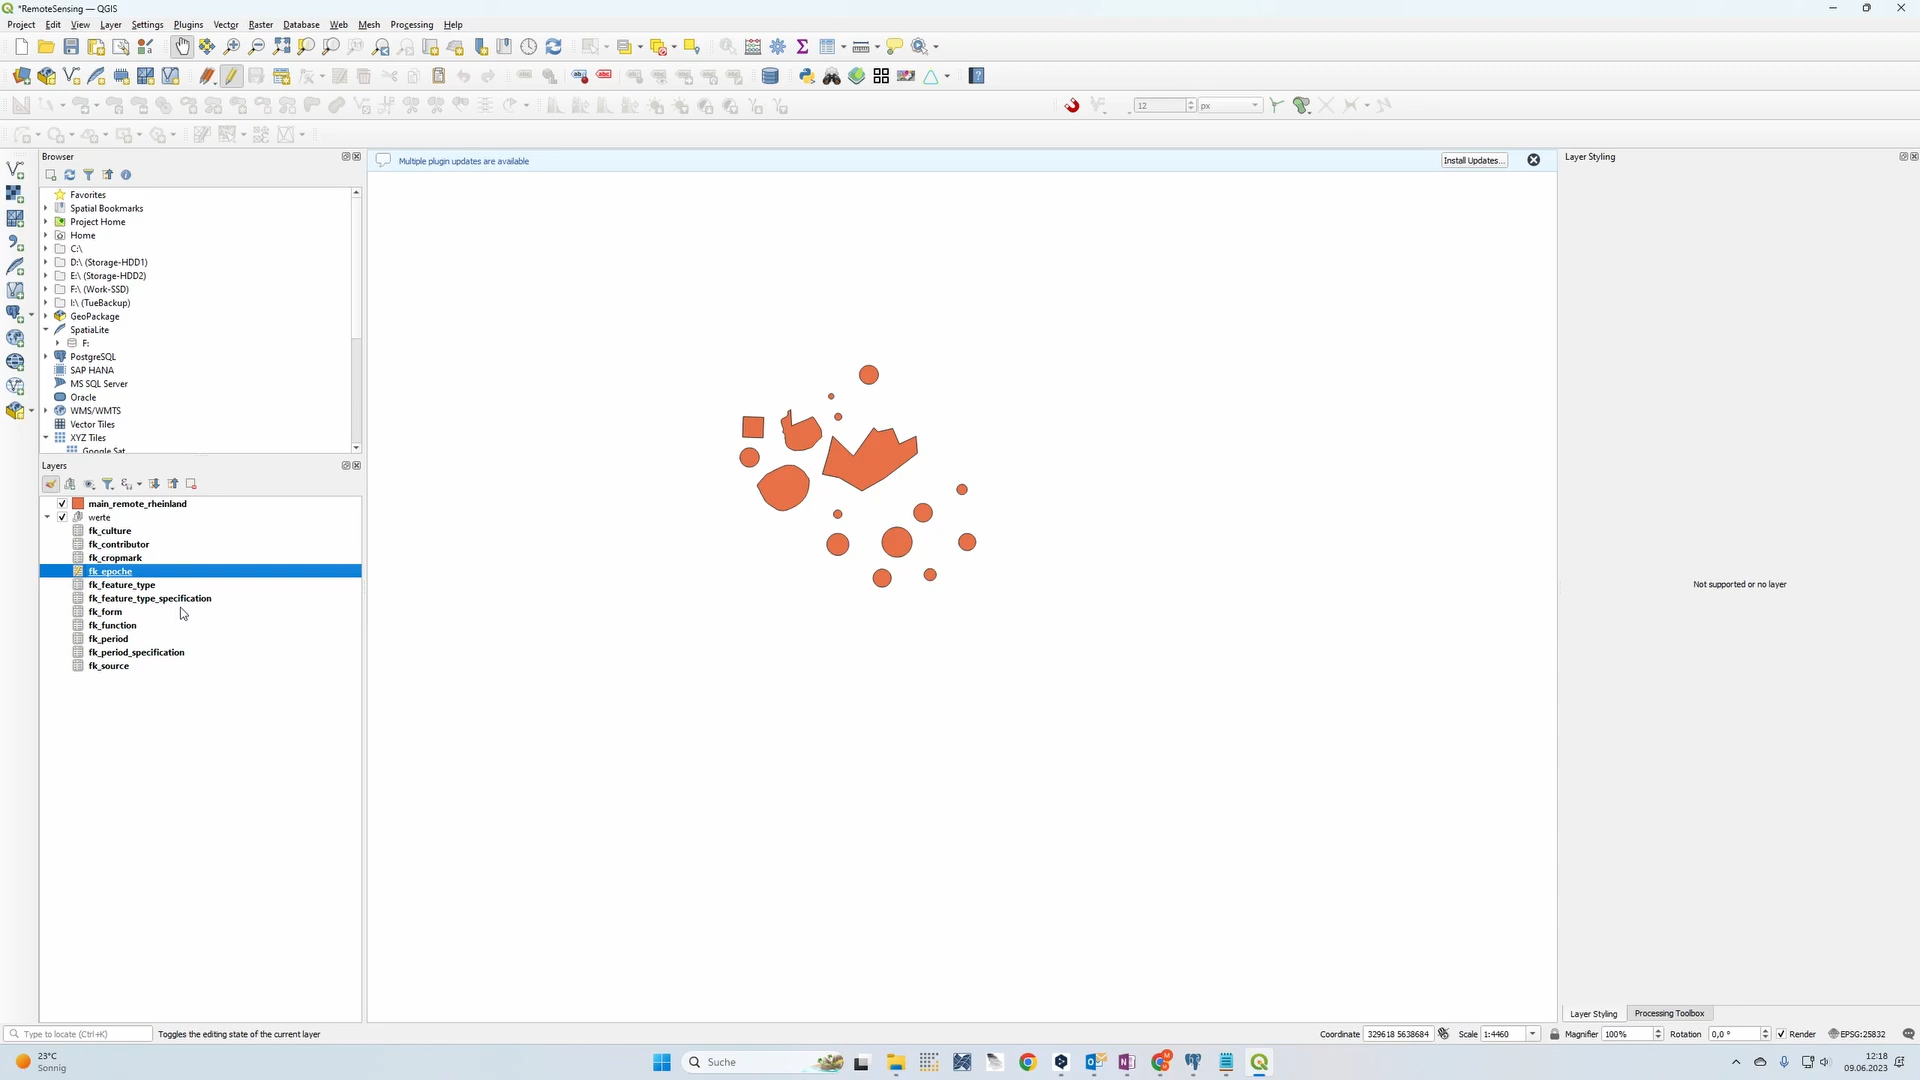 *RemoteSensing — QGIS
Project Edit View Layer Settings Plugins Vector Raster Database Web Mesh Processing Help
12 px
Browser
Multiple plugin updates are available
Install Updates...
Layer Styling
Favorites
Spatial Bookmarks
Project Home
Home
C:\
D:\ (Storage-HDD1)
E:\ (Storage-HDD2)
F:\ (Work-SSD)
I:\ (TueBackup)
GeoPackage
SpatiaLite
F:
PostgreSQL
SAP HANA
MS SQL Server
Oracle
WMS/WMTS
Vector Tiles
XYZ Tiles
Google Sat
Layers
main_remote_rheinland
werte
fk_culture
fk_contributor
fk_cropmark
fk_epoche
fk_feature_type
fk_feature_type_specification
fk_form
fk_function
fk_period
fk_period_specification
fk_source
Not supported or no layer
Layer Styling Processing Toolbox
Type to locate (Ctrl+K) Toggles the editing state of the current layer Coordinate 329618 5638684 Scale 1:4460 Magnifier 100% Rotation 0,0 ° Render EPSG:25832
23°C
Sonnig
Suche
12:18
09.06.2023